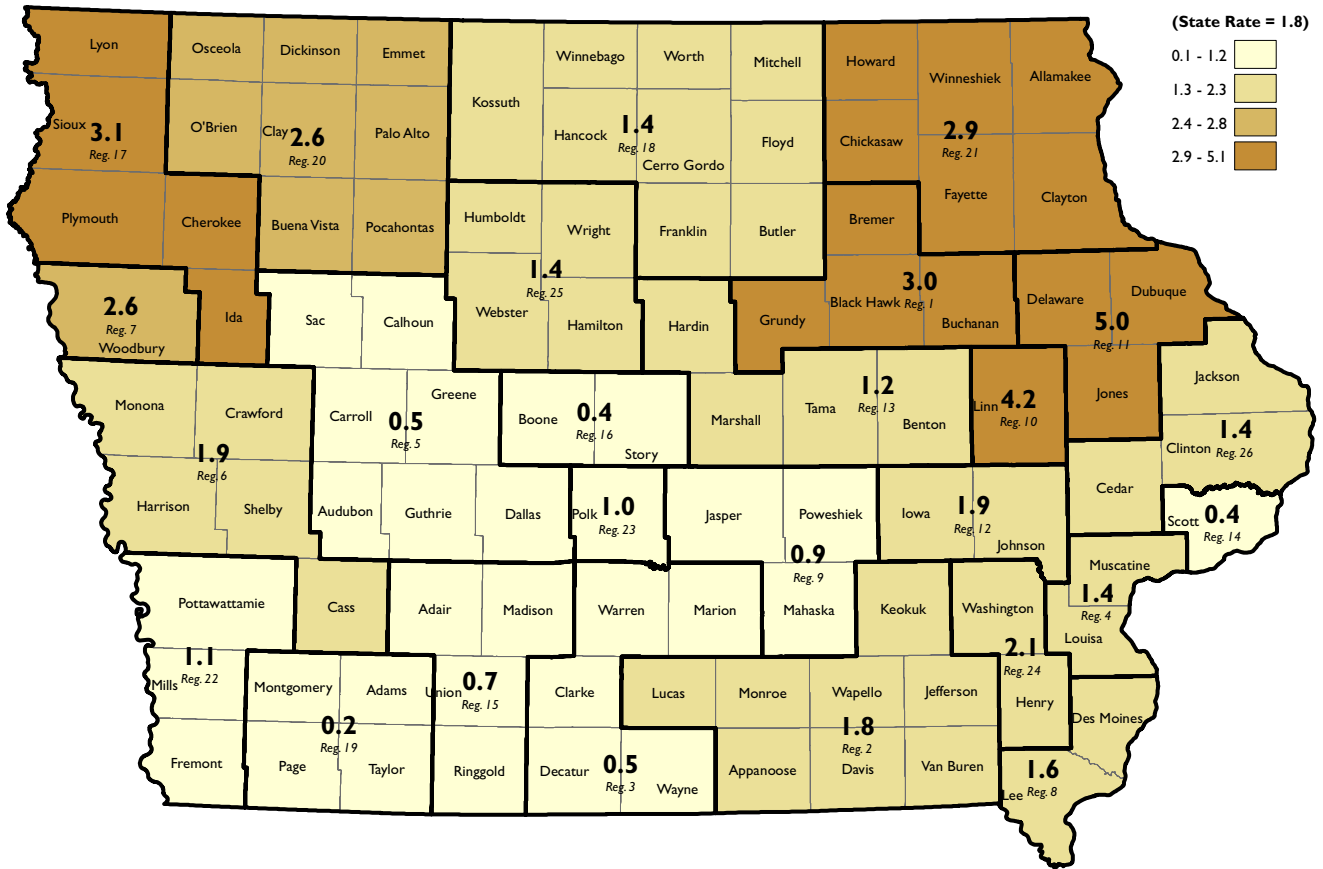 (State Rate = 1.8)
0.1 - 1.2
1.3 - 2.3
2.4 - 2.8
2.9 - 5.1
Lyon
Osceola
Dickinson
Emmet
Winnebago
Worth
Mitchell
Howard
Winneshiek
Allamakee
Kossuth
Sioux
3.1
Reg. 17
O'Brien
Clay
2.6
Reg. 20
Palo Alto
Hancock
1.4
Reg. 18
Cerro Gordo
Floyd
Chickasaw
2.9
Reg. 21
Plymouth
Cherokee
Buena Vista
Pocahontas
Humboldt
Wright
Franklin
Butler
Bremer
Fayette
Clayton
2.6
Reg. 7
Woodbury
Ida
Sac
Calhoun
1.4
Reg. 25
Webster
Hamilton
Hardin
Grundy
Black Hawk
3.0
Reg. 1
Buchanan
Delaware
Dubuque
5.0
Reg. 11
Monona
Crawford
1.9
Reg. 6
Carroll
Greene
0.5
Reg. 5
Boone
0.4
Reg. 16
Story
Marshall
Tama
1.2
Reg. 13
Benton
Linn
4.2
Reg. 10
Jones
Jackson
Clinton
1.4
Reg. 26
Harrison
Shelby
Audubon
Guthrie
Dallas
Polk
1.0
Reg. 23
Jasper
Poweshiek
0.9
Reg. 9
Iowa
1.9
Reg. 12
Johnson
Cedar
Scott
0.4
Reg. 14
Muscatine
1.4
Reg. 4
Louisa
Pottawattamie
Cass
Adair
Madison
Warren
Marion
Mahaska
Keokuk
Washington
2.1
Reg. 24
1.1
Reg. 22
Mills
Montgomery
Adams
Union
0.7
Reg. 15
Clarke
Lucas
Monroe
Wapello
Jefferson
Henry
Des Moines
0.2
Reg. 19
1.8
Reg. 2
Fremont
Page
Taylor
Ringgold
Decatur
0.5
Reg. 3
Wayne
Appanoose
Davis
Van Buren
Lee
1.6
Reg. 8